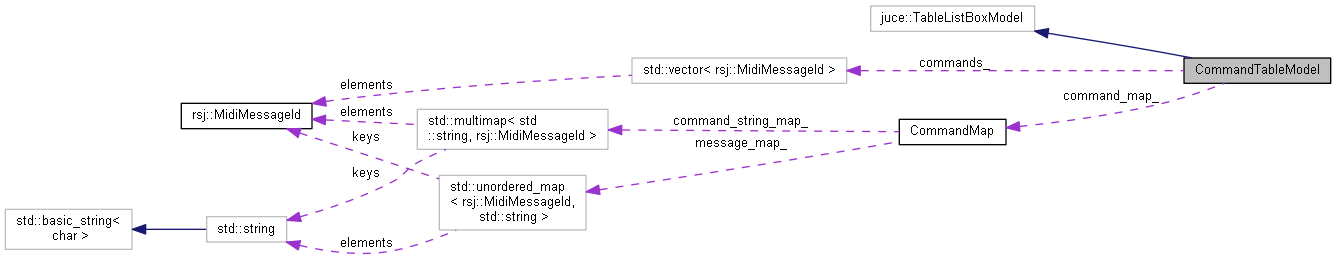 juce::TableListBoxModel
commands_
std::vector< rsj::MidiMessageId >
CommandTableModel
elements
command_map_
rsj::MidiMessageId
elements
std::multimap< std
::string, rsj::MidiMessageId >
command_string_map_
CommandMap
keys
message_map_
keys
std::unordered_map
< rsj::MidiMessageId,
std::string >
std::basic_string<
char >
std::string
elements